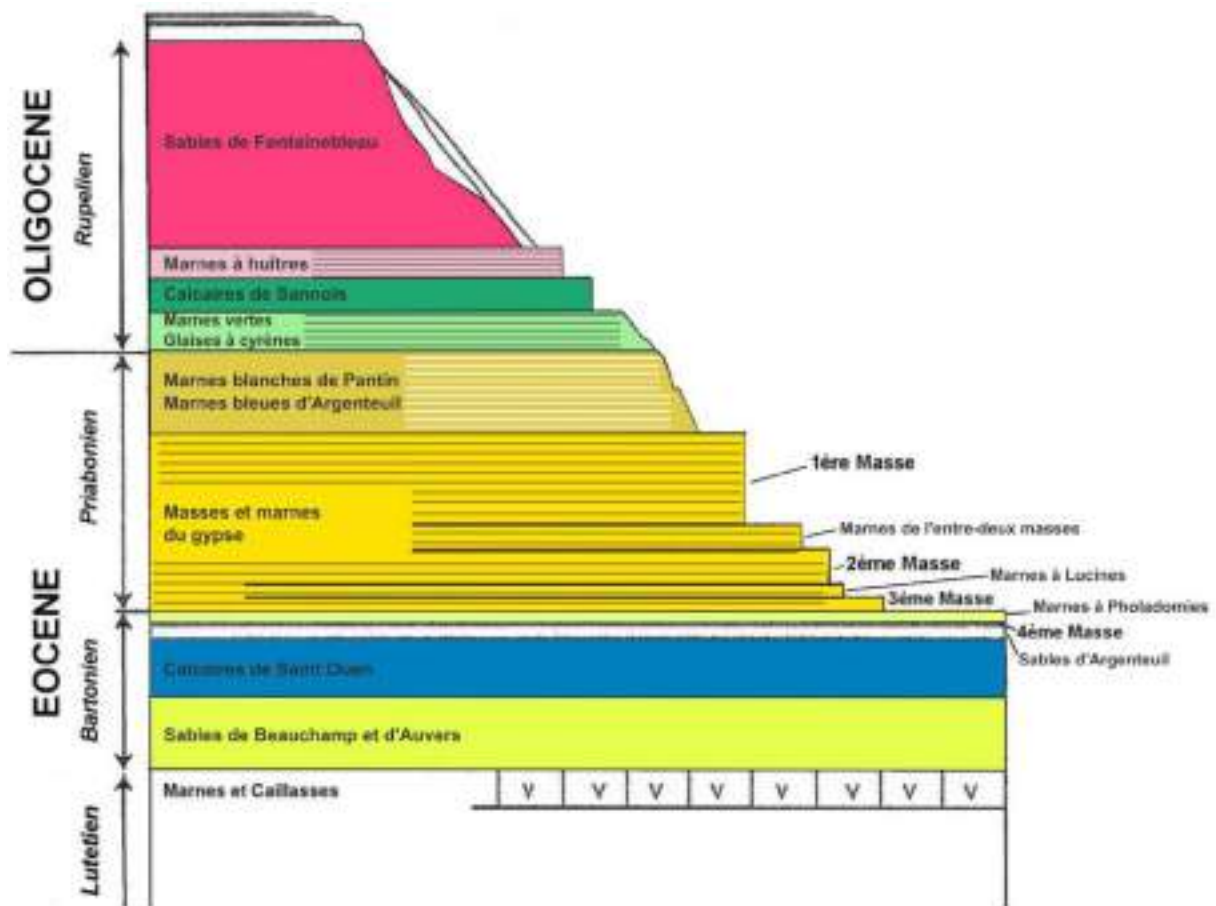 OLIGOCENE
Rupelien
Sables de Fontainebleau
Marnes à huîtres
Calcaires de Sannois
Marnes vertes
Glaises à cyrènes
EOCENE
Priabonien
Marnes blanches de Pantin
Marnes bleues d'Argenteuil
1ère Masse
Masses et marnes
du gypse
Marnes de l'entre-deux masses
2ème Masse
Marnes à Lucines
3éme Masse
Marnes à Pholadomies
4ème Masse
Sables d'Argenteuil
Bartonien
Calcaires de Saint Ouen
Sables de Beauchamp et d'Auvers
Lutetien
Marnes et Caillasses
V V V V V V V V